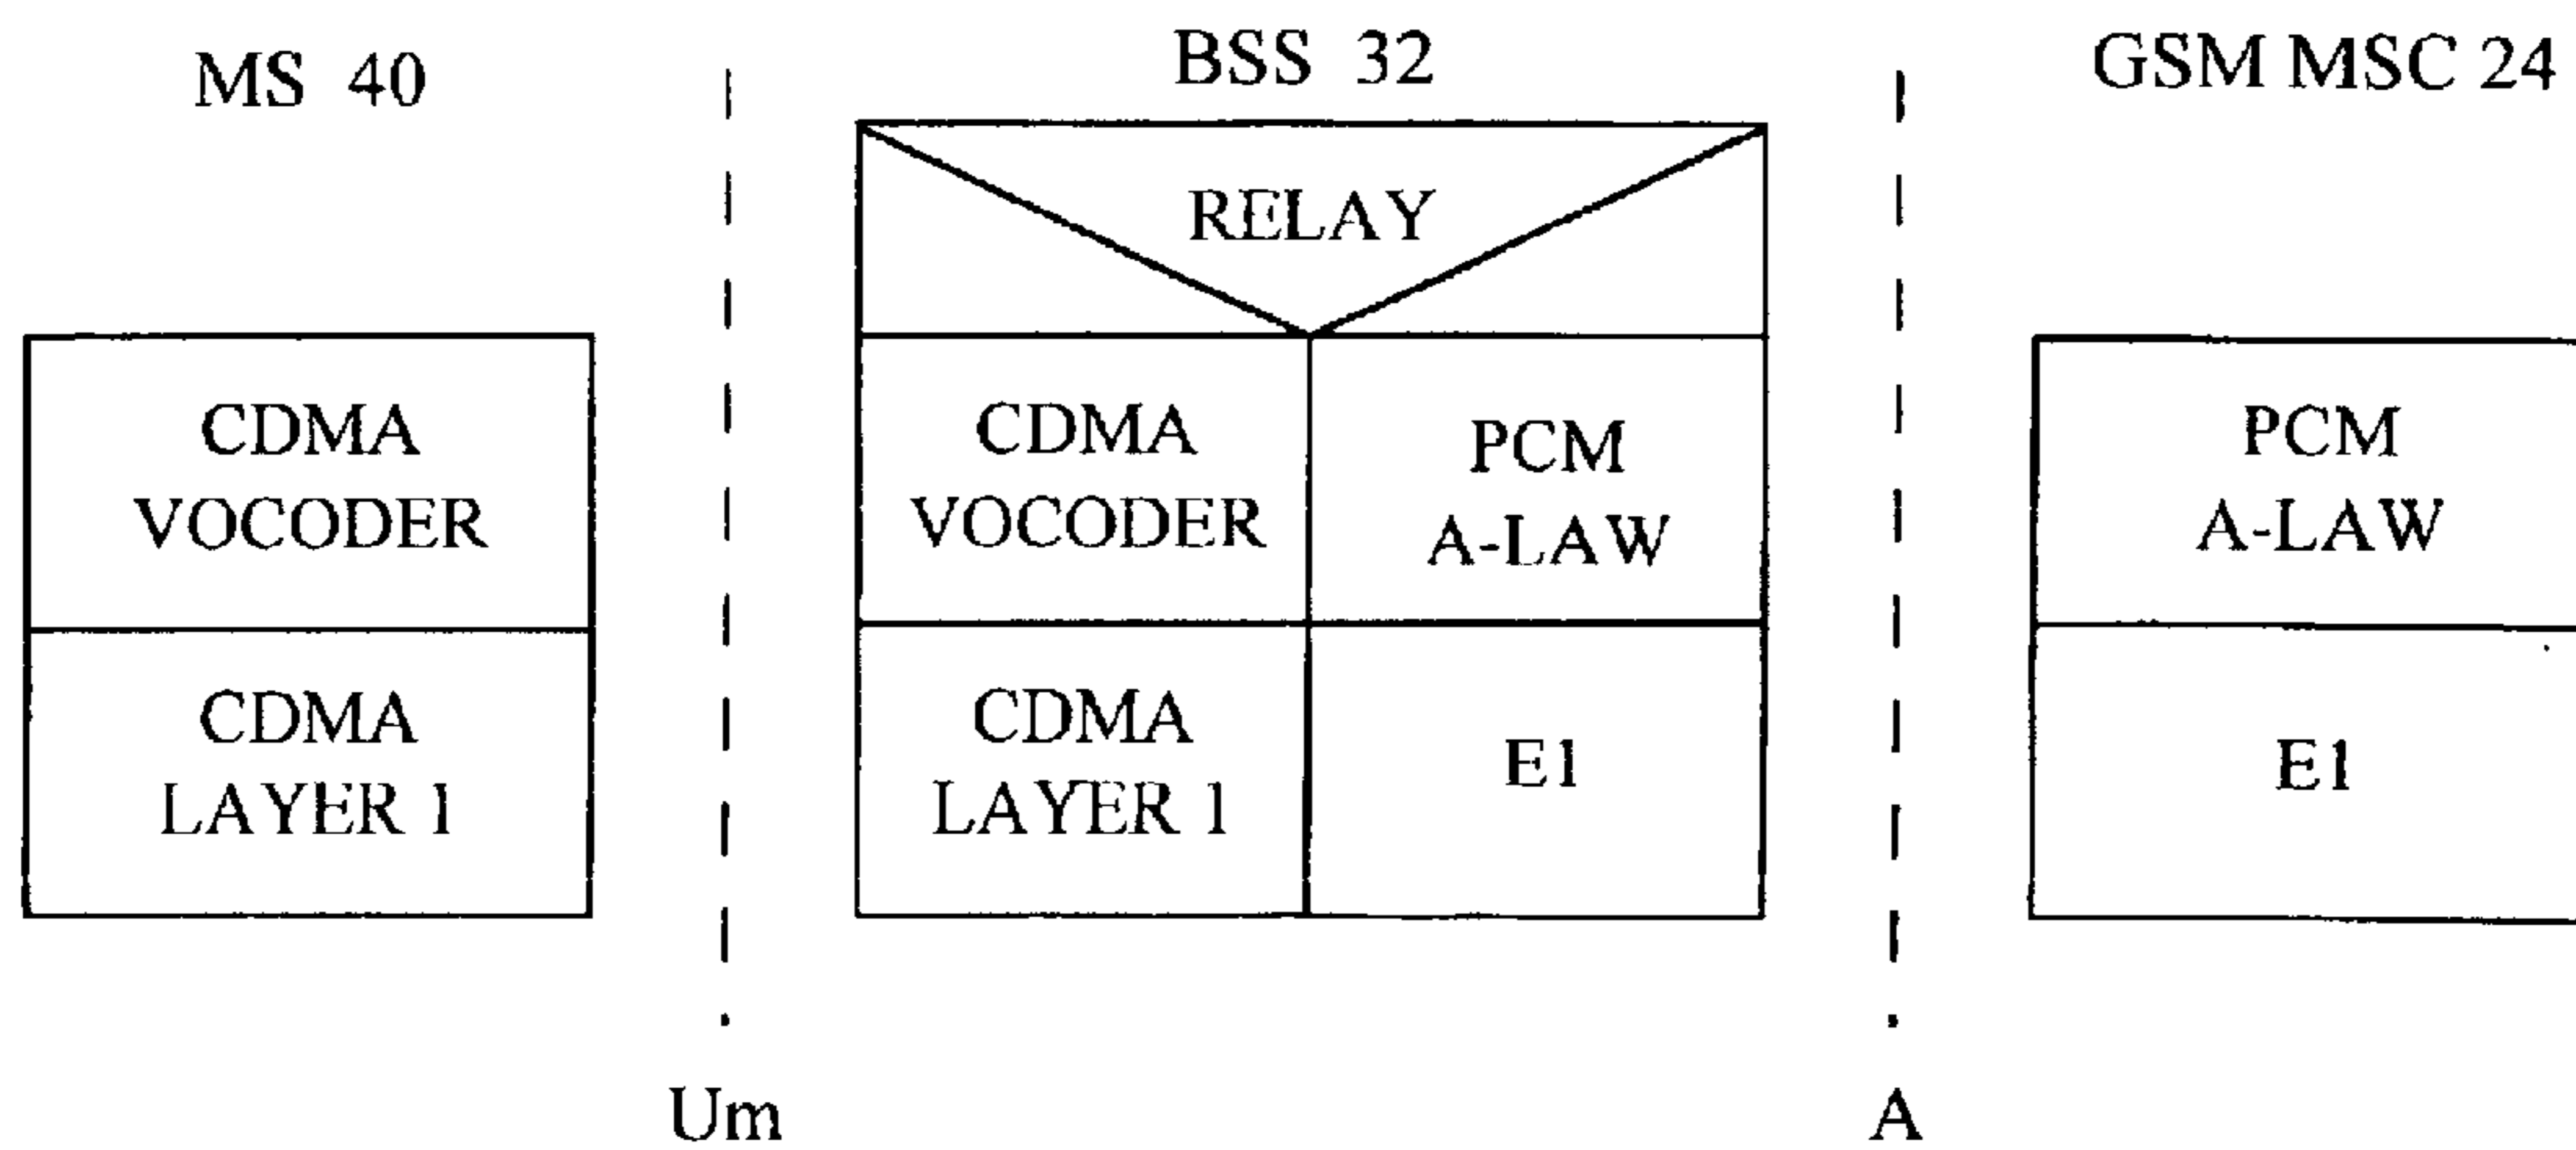 MS 40
BSS 32
GSM MSC 24
RELAY
CDMA
VOCODER
CDMA
VOCODER
PCM
A-LAW
PCM
A-LAW
CDMA
LAYER 1
CDMA
LAYER 1
E1
E1
Um
A